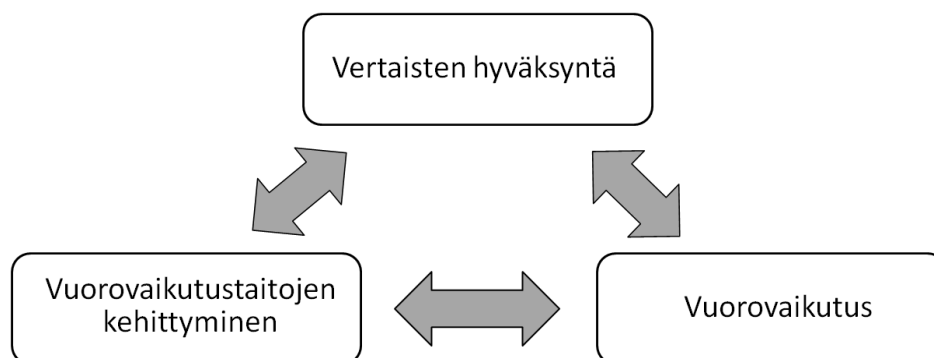 Vertaisten hyväksyntä
Vuorovaikutustaitojen
kehittyminen
Vuorovaikutus